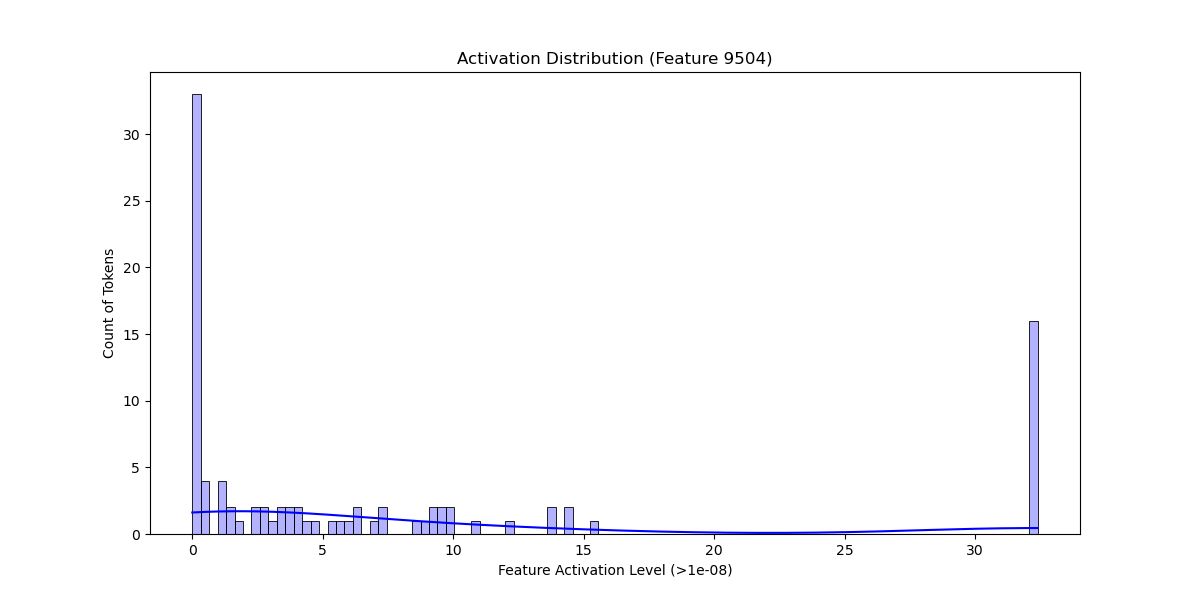 Activation Distribution (Feature 9504)
30
25
20
15
10
5
0
Count of Tokens
0 5 10 15 20 25 30
Feature Activation Level (>1e-08)